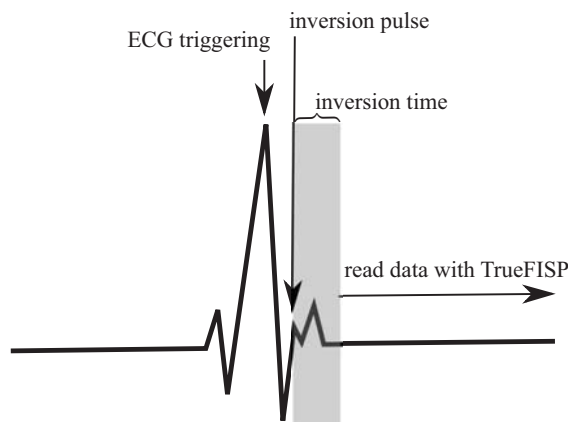 inversion pulse
ECG triggering
inversion time
read data with TrueFISP